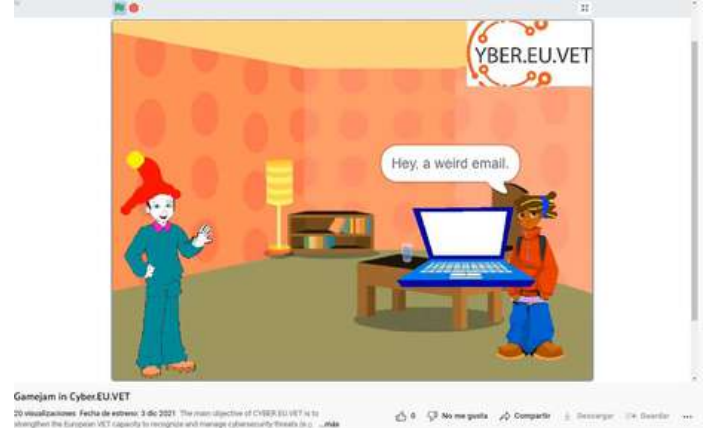 YBER.EU.VET
Hey, a weird email.
Gamejam in Cyber.EU.VET
20 visualizaciones Fecha de estreno: 3 dic 2021 The main objective of CYBER.EU.VET is to
strengthen the European VET capacity to recognize and manage cybersecurity threats (e.g. ...más
0 No me gusta Compartir Descargar Guardar